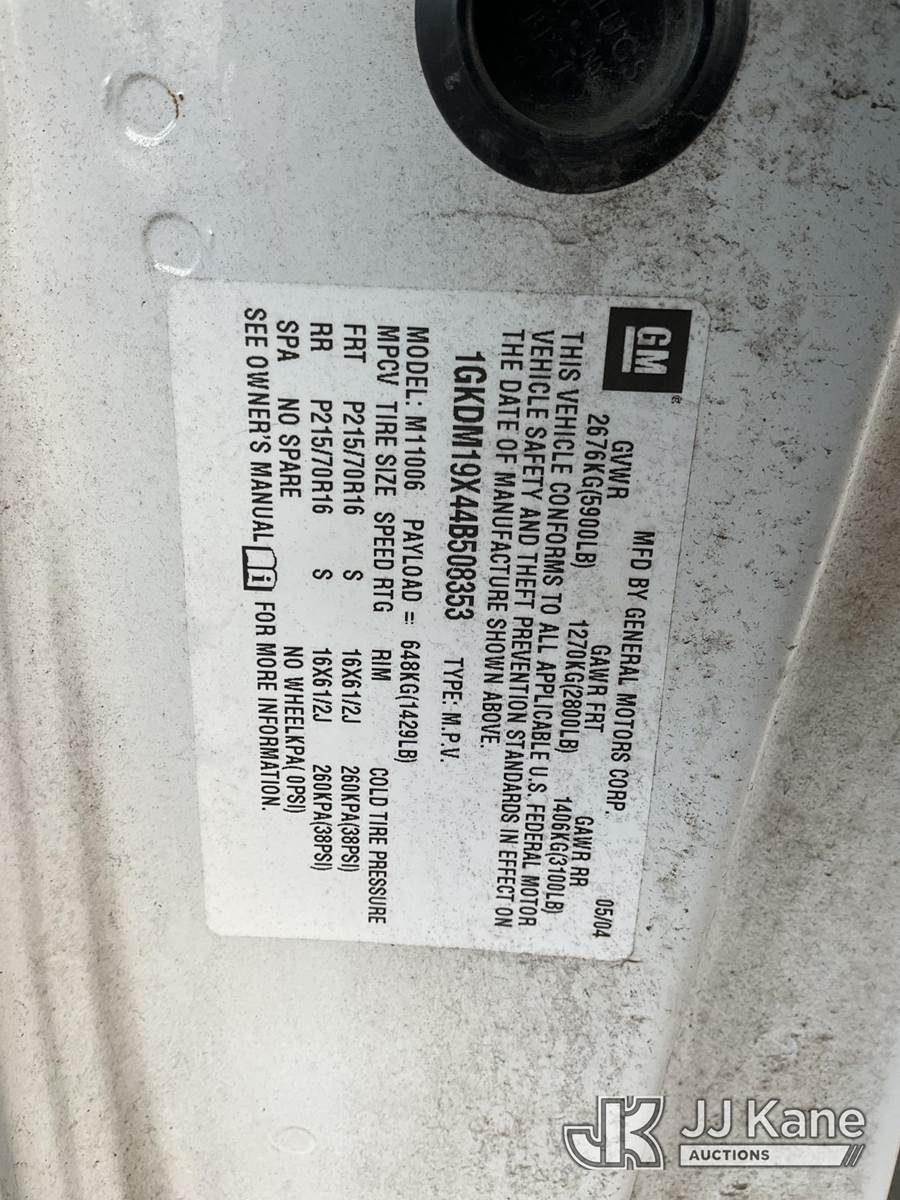 GM
MFD BY GENERAL MOTORS CORP. 05/04
GVWR GAWR FRT GAWR RR
2676KG(5900LB) 1270KG(2800LB) 1406KG(3100LB)
THIS VEHICLE CONFORMS TO ALL APPLICABLE U.S. FEDERAL MOTOR
VEHICLE SAFETY AND THEFT PREVENTION STANDARDS IN EFFECT ON
THE DATE OF MANUFACTURE SHOWN ABOVE.
1GKDM19X44B508353 TYPE: M.P.V.
MODEL: M11006 PAYLOAD = 648KG(1429LB)
MPCV TIRE SIZE SPEED RTG RIM COLD TIRE PRESSURE
FRT P215/70R16 S 16X61/2J 260KPA(38PSI)
RR P215/70R16 S 16X61/2J 260KPA(38PSI)
SPA NO SPARE NO WHEELKPA( 0PSI)
SEE OWNER'S MANUAL FOR MORE INFORMATION.
JK JJ Kane
AUCTIONS